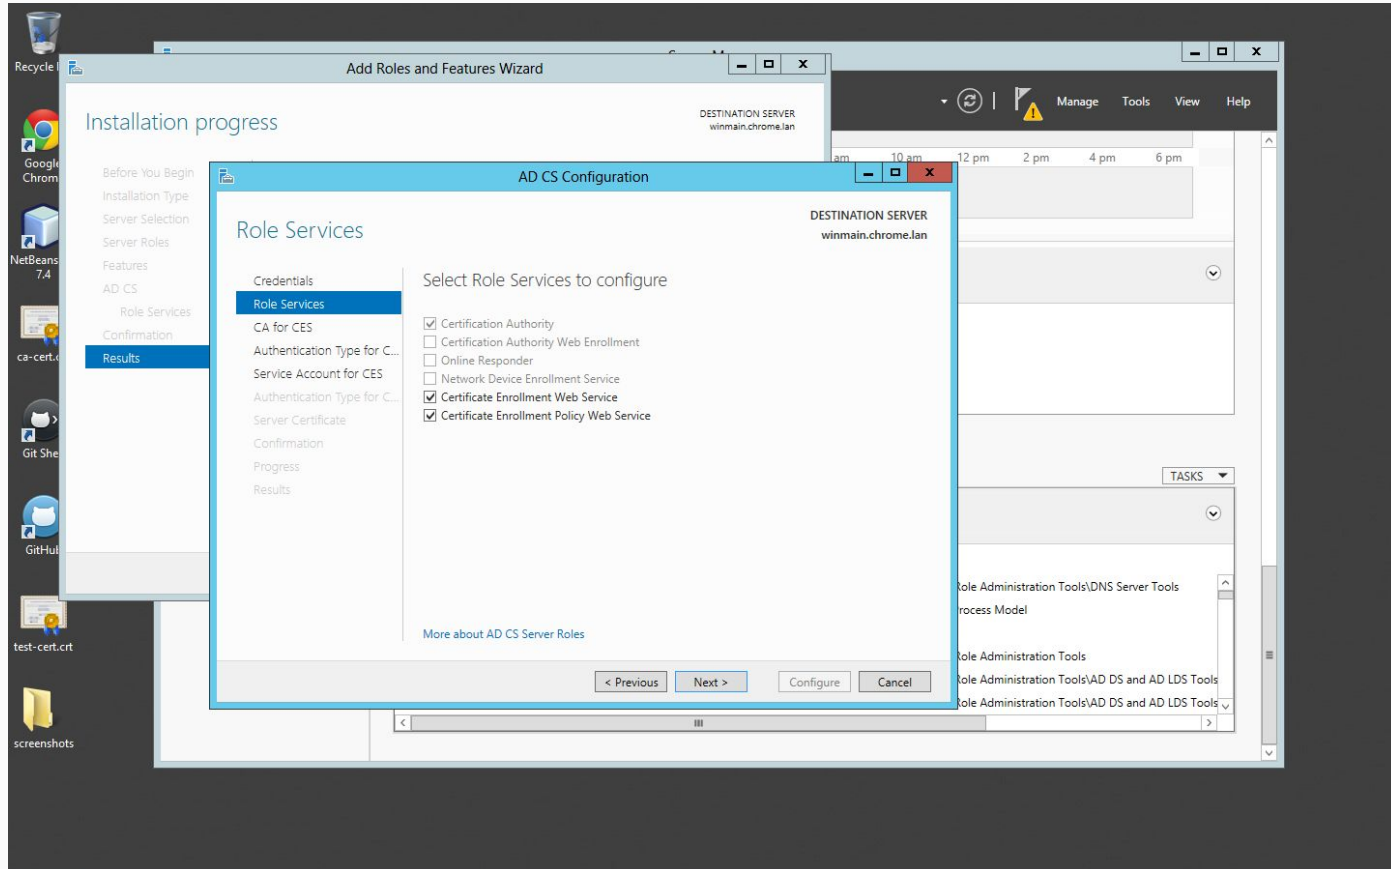 Recycle
Google
Chrom
NetBeans
7.4
ca-cert.c
Git She
GitHub
test-cert.crt
screenshots
Manage
Tools
View
Help
am
10 am
12 pm
2 pm
4 pm
6 pm
TASKS
Role Administration Tools\DNS Server Tools
rocess Model
Role Administration Tools
Role Administration Tools\AD DS and AD LDS Tools
Role Administration Tools\AD DS and AD LDS Tools
Add Roles and Features Wizard
Installation progress
DESTINATION SERVER
winmain.chrome.lan
Before You Begin
Installation Type
Server Selection
Server Roles
Features
AD CS
Role Services
Confirmation
Results
AD CS Configuration
Role Services
DESTINATION SERVER
winmain.chrome.lan
Credentials
Role Services
CA for CES
Authentication Type for C...
Service Account for CES
Authentication Type for C...
Server Certificate
Confirmation
Progress
Results
Select Role Services to configure
Certification Authority
Certification Authority Web Enrollment
Online Responder
Network Device Enrollment Service
Certificate Enrollment Web Service
Certificate Enrollment Policy Web Service
More about AD CS Server Roles
< Previous
Next >
Configure
Cancel